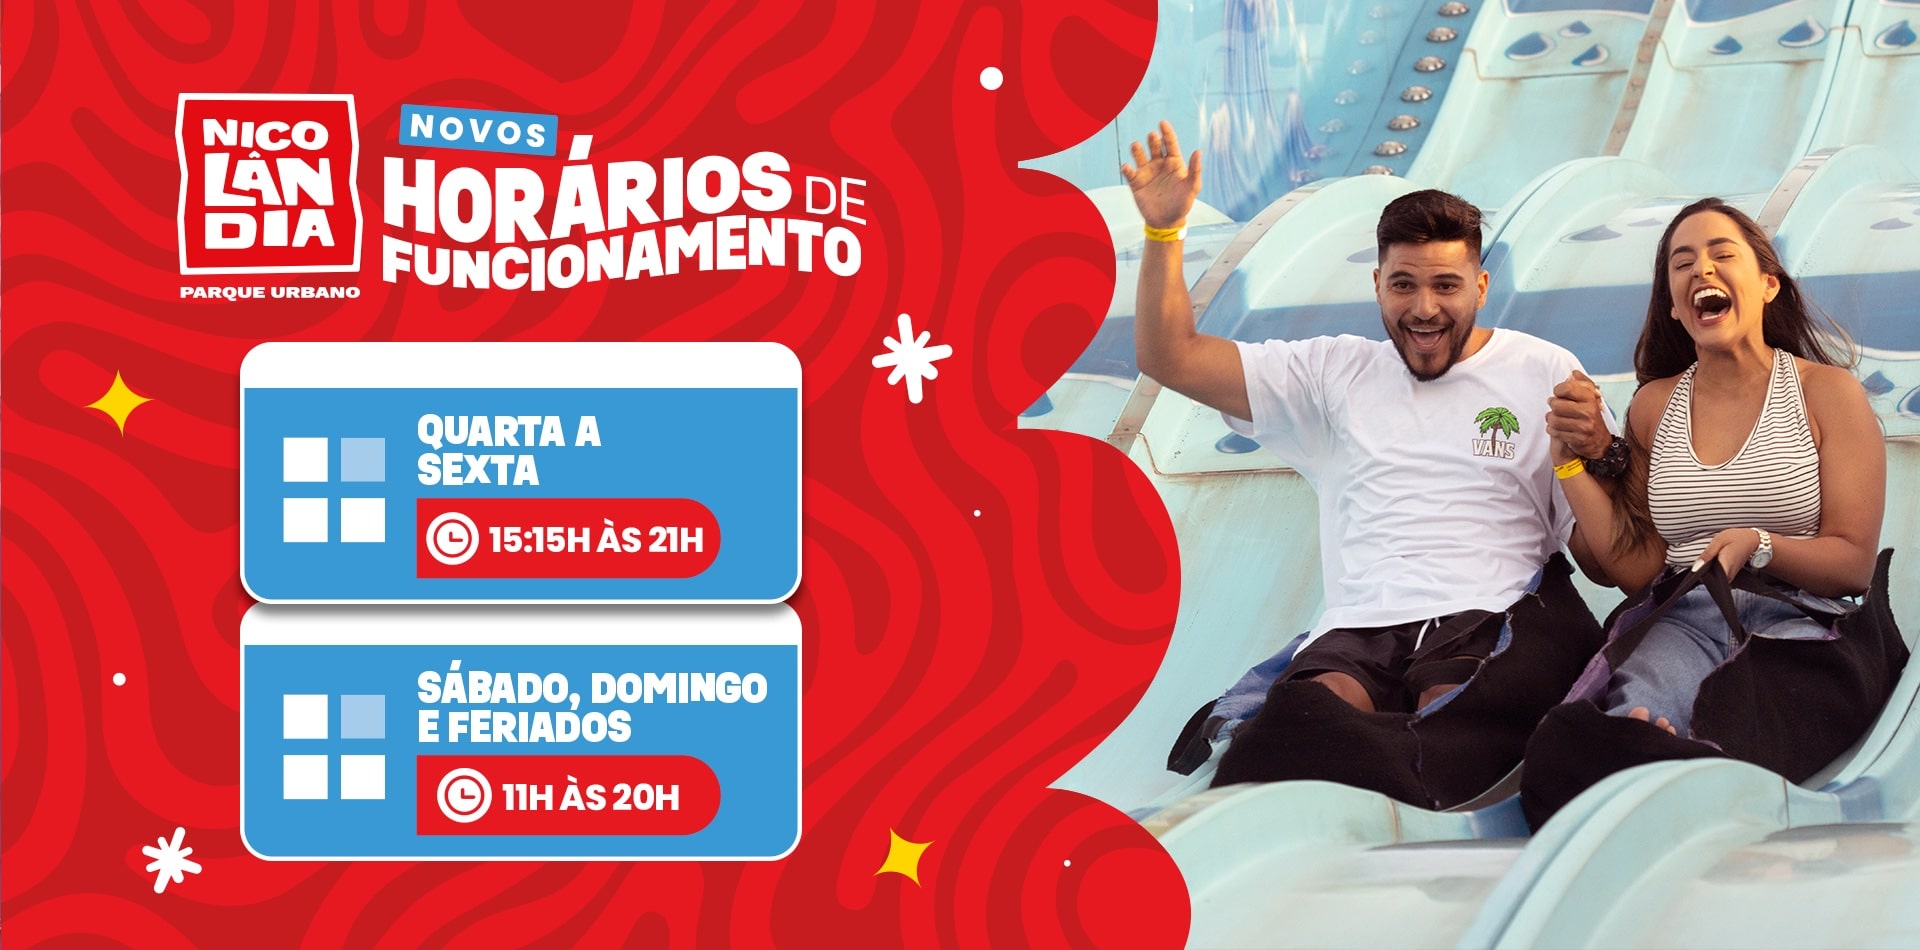 NICO
LÂN
DIA
PARQUE URBANO
NOVOS
HORÁRIOS DE
FUNCIONAMENTO
QUARTA A
SEXTA
15:15H ÀS 21H
SÁBADO, DOMINGO
E FERIADOS
11H ÀS 20H
VANS